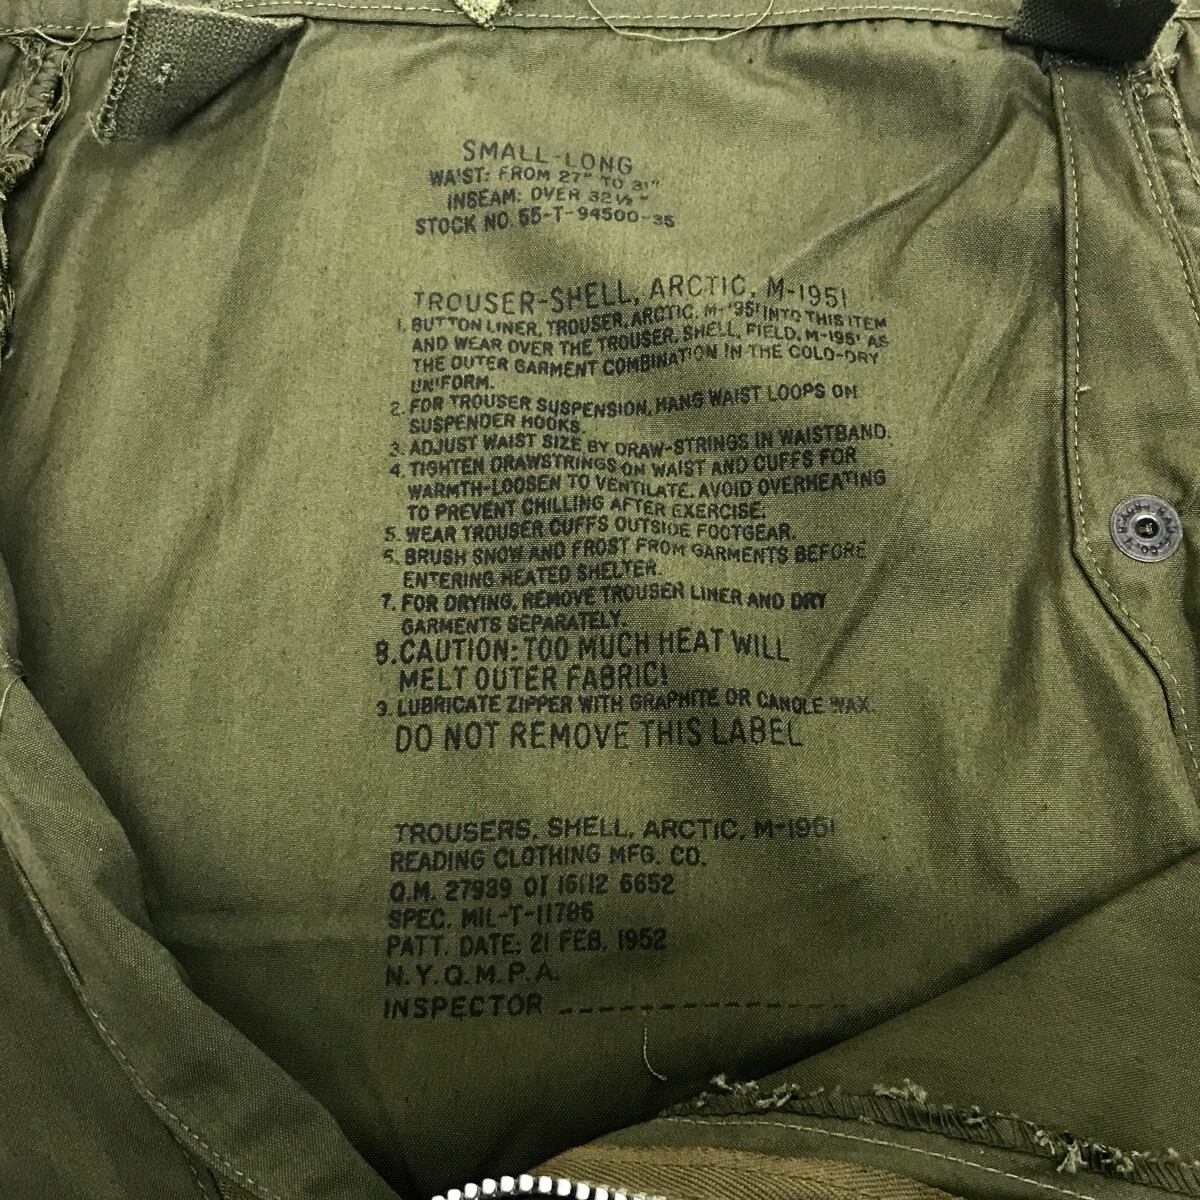 SMALL-LONG
WAIST: FROM 27" TO 31"
INSEAM: OVER 32½"
STOCK NO. 55-T-94500-35
TROUSER-SHELL, ARCTIC, M-1951
1. BUTTON LINER, TROUSER, ARCTIC, M-1951 INTO THIS ITEM
AND WEAR OVER THE TROUSER, SHELL, FIELD, M-1951 AS
THE OUTER GARMENT COMBINATION IN THE COLD-DRY
UNIFORM.
2. FOR TROUSER SUSPENSION, HANG WAIST LOOPS ON
SUSPENDER HOOKS.
3. ADJUST WAIST SIZE BY DRAW-STRINGS IN WAISTBAND.
4. TIGHTEN DRAWSTRINGS ON WAIST AND CUFFS FOR
WARMTH-LOOSEN TO VENTILATE. AVOID OVERHEATING
TO PREVENT CHILLING AFTER EXERCISE.
5. WEAR TROUSER CUFFS OUTSIDE FOOTGEAR.
6. BRUSH SNOW AND FROST FROM GARMENTS BEFORE
ENTERING HEATED SHELTER.
7. FOR DRYING, REMOVE TROUSER LINER AND DRY
GARMENTS SEPARATELY.
8. CAUTION: TOO MUCH HEAT WILL
MELT OUTER FABRIC!
9. LUBRICATE ZIPPER WITH GRAPHITE OR CANDLE WAX.
DO NOT REMOVE THIS LABEL
TROUSERS, SHELL, ARCTIC, M-1951
READING CLOTHING MFG. CO.
Q.M. 27939 OI 16112 6652
SPEC. MIL-T-11786
PATT. DATE: 21 FEB. 1952
N.Y.Q.M.P.A.
INSPECTOR _ _ _ _ _ _ _ _ _ _ _ _ _